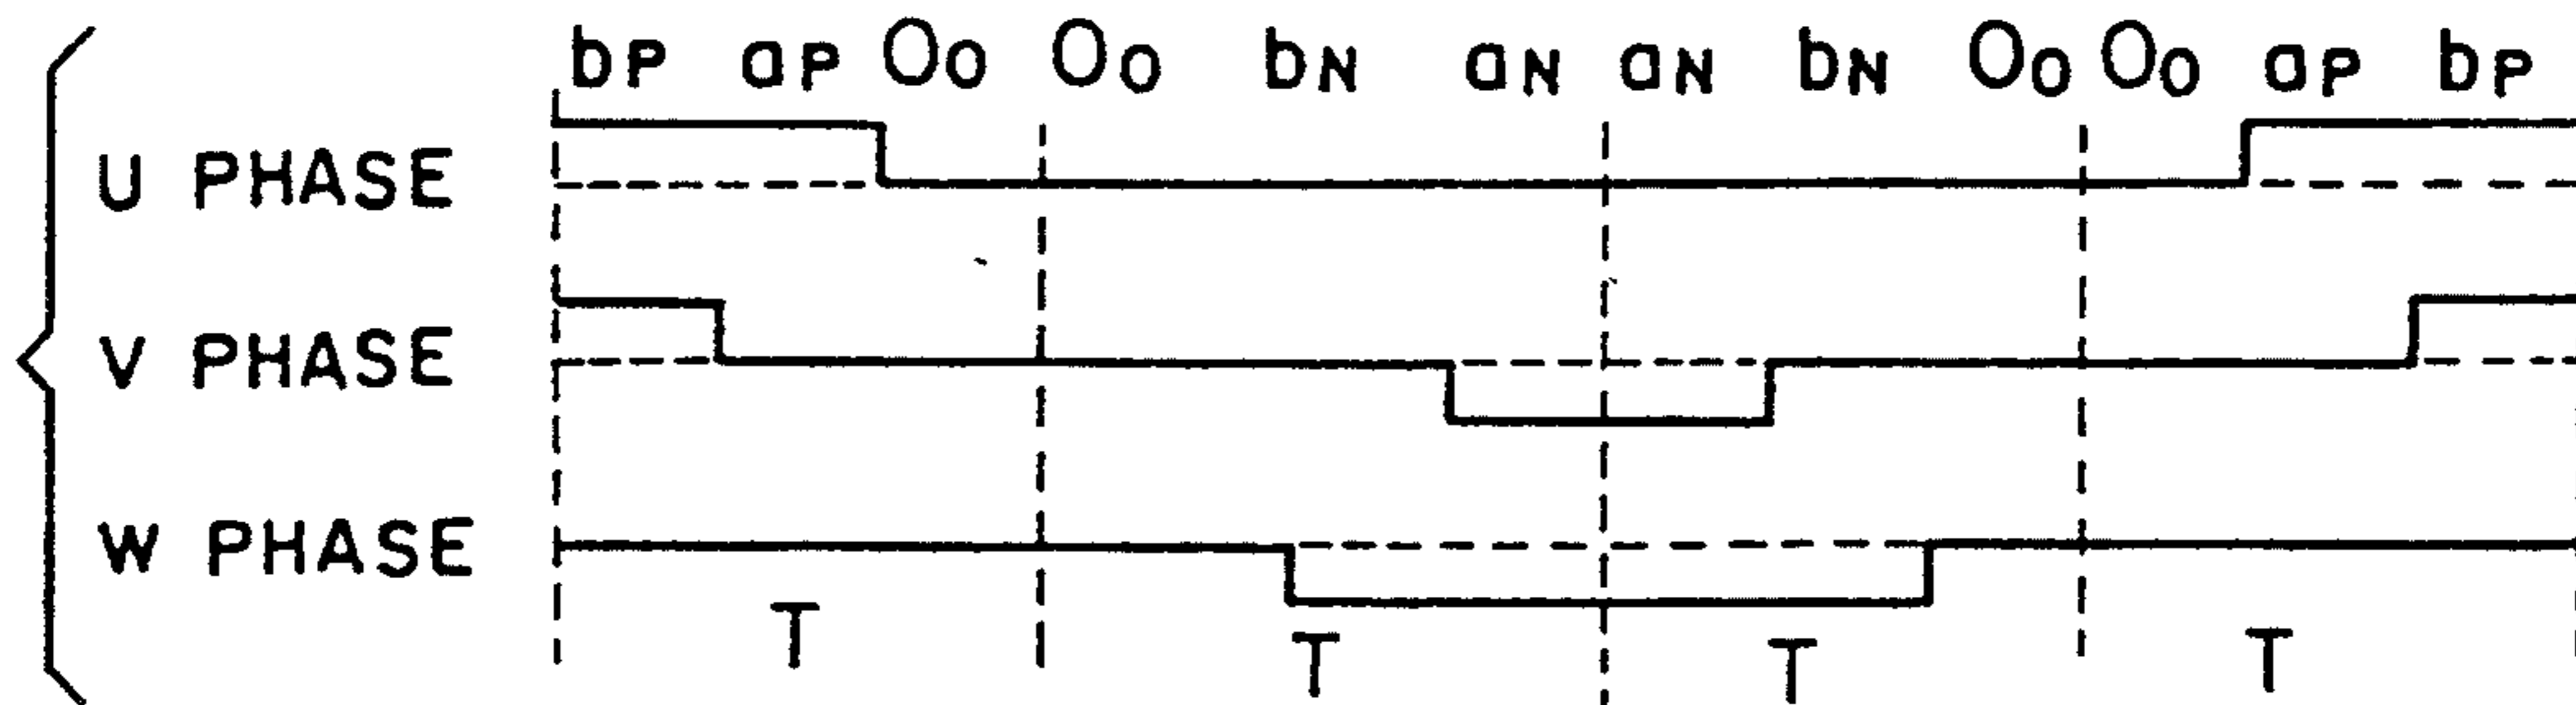 bP aP Oo Oo bN aN aN bN Oo Oo aP bP
U PHASE
V PHASE
W PHASE
T T T T